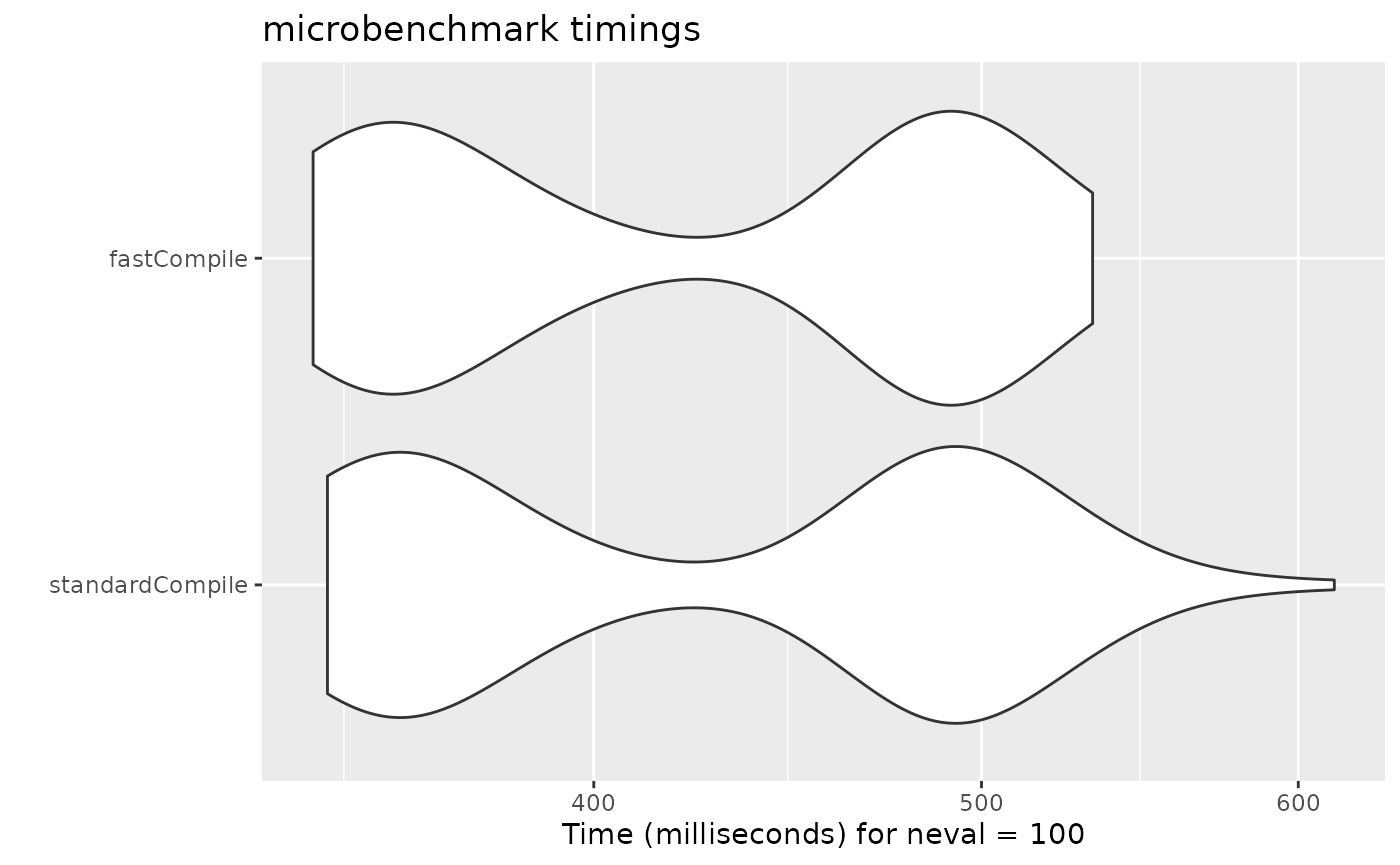 microbenchmark timings
fastCompile
standardCompile
400 500 600
Time (milliseconds) for neval = 100